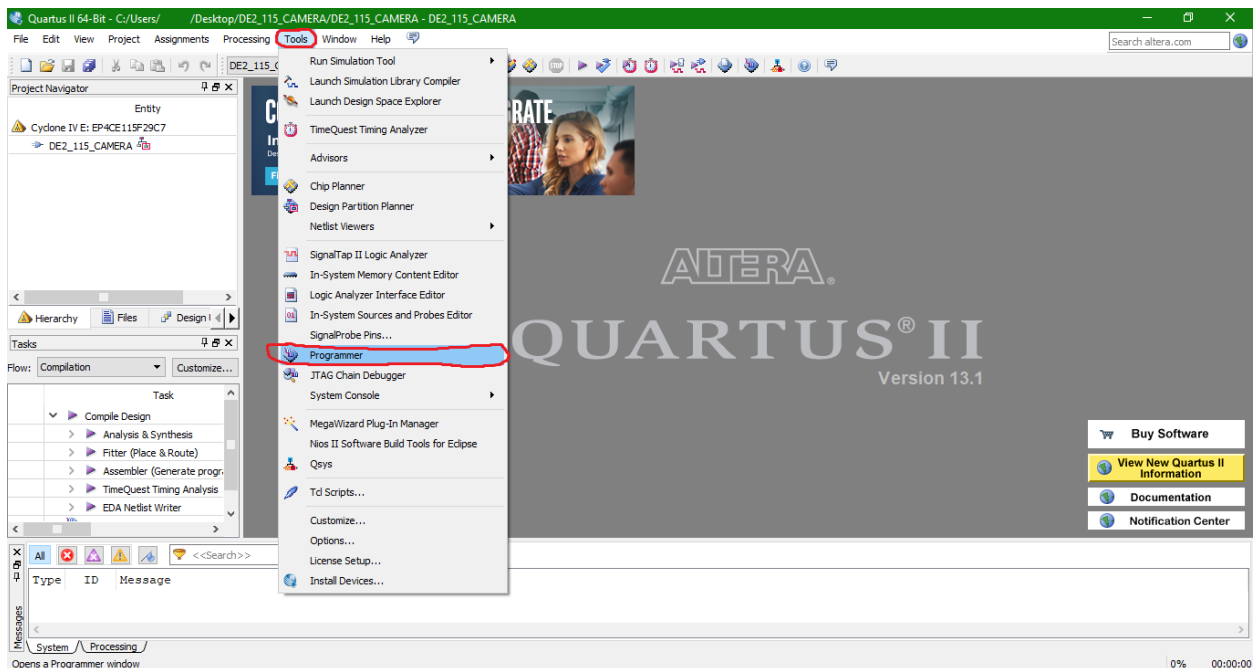 Quartus II 64-Bit - C:/Users/ /Desktop/DE2_115_CAMERA/DE2_115_CAMERA - DE2_115_CAMERA
File Edit View Project Assignments Processing Tools Window Help
Search altera.com
DE2_115_
Project Navigator
Entity
Cyclone IV E: EP4CE115F29C7
DE2_115_CAMERA
Hierarchy Files Design
Tasks
Flow: Compilation Customize...
Task
Compile Design
Analysis & Synthesis
Fitter (Place & Route)
Assembler (Generate progr
TimeQuest Timing Analysis
EDA Netlist Writer
Run Simulation Tool
Launch Simulation Library Compiler
Launch Design Space Explorer
TimeQuest Timing Analyzer
Advisors
Chip Planner
Design Partition Planner
Netlist Viewers
SignalTap II Logic Analyzer
In-System Memory Content Editor
Logic Analyzer Interface Editor
In-System Sources and Probes Editor
SignalProbe Pins...
Programmer
JTAG Chain Debugger
System Console
MegaWizard Plug-In Manager
Nios II Software Build Tools for Eclipse
Qsys
Tcl Scripts...
Customize...
Options...
License Setup...
Install Devices...
RATE
ALTERA®
QUARTUS® II
Version 13.1
Buy Software
View New Quartus II
Information
Documentation
Notification Center
All <<Search>>
Type ID Message
Messages
System Processing
Opens a Programmer window
0% 00:00:00